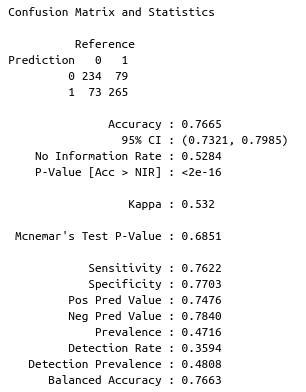 Confusion Matrix and Statistics
Reference
Prediction 0 1
0 234 79
1 73 265
Accuracy : 0.7665
95% CI : (0.7321, 0.7985)
No Information Rate : 0.5284
P-Value [Acc > NIR] : <2e-16
Kappa : 0.532
Mcnemar's Test P-Value : 0.6851
Sensitivity : 0.7622
Specificity : 0.7703
Pos Pred Value : 0.7476
Neg Pred Value : 0.7840
Prevalence : 0.4716
Detection Rate : 0.3594
Detection Prevalence : 0.4808
Balanced Accuracy : 0.7663